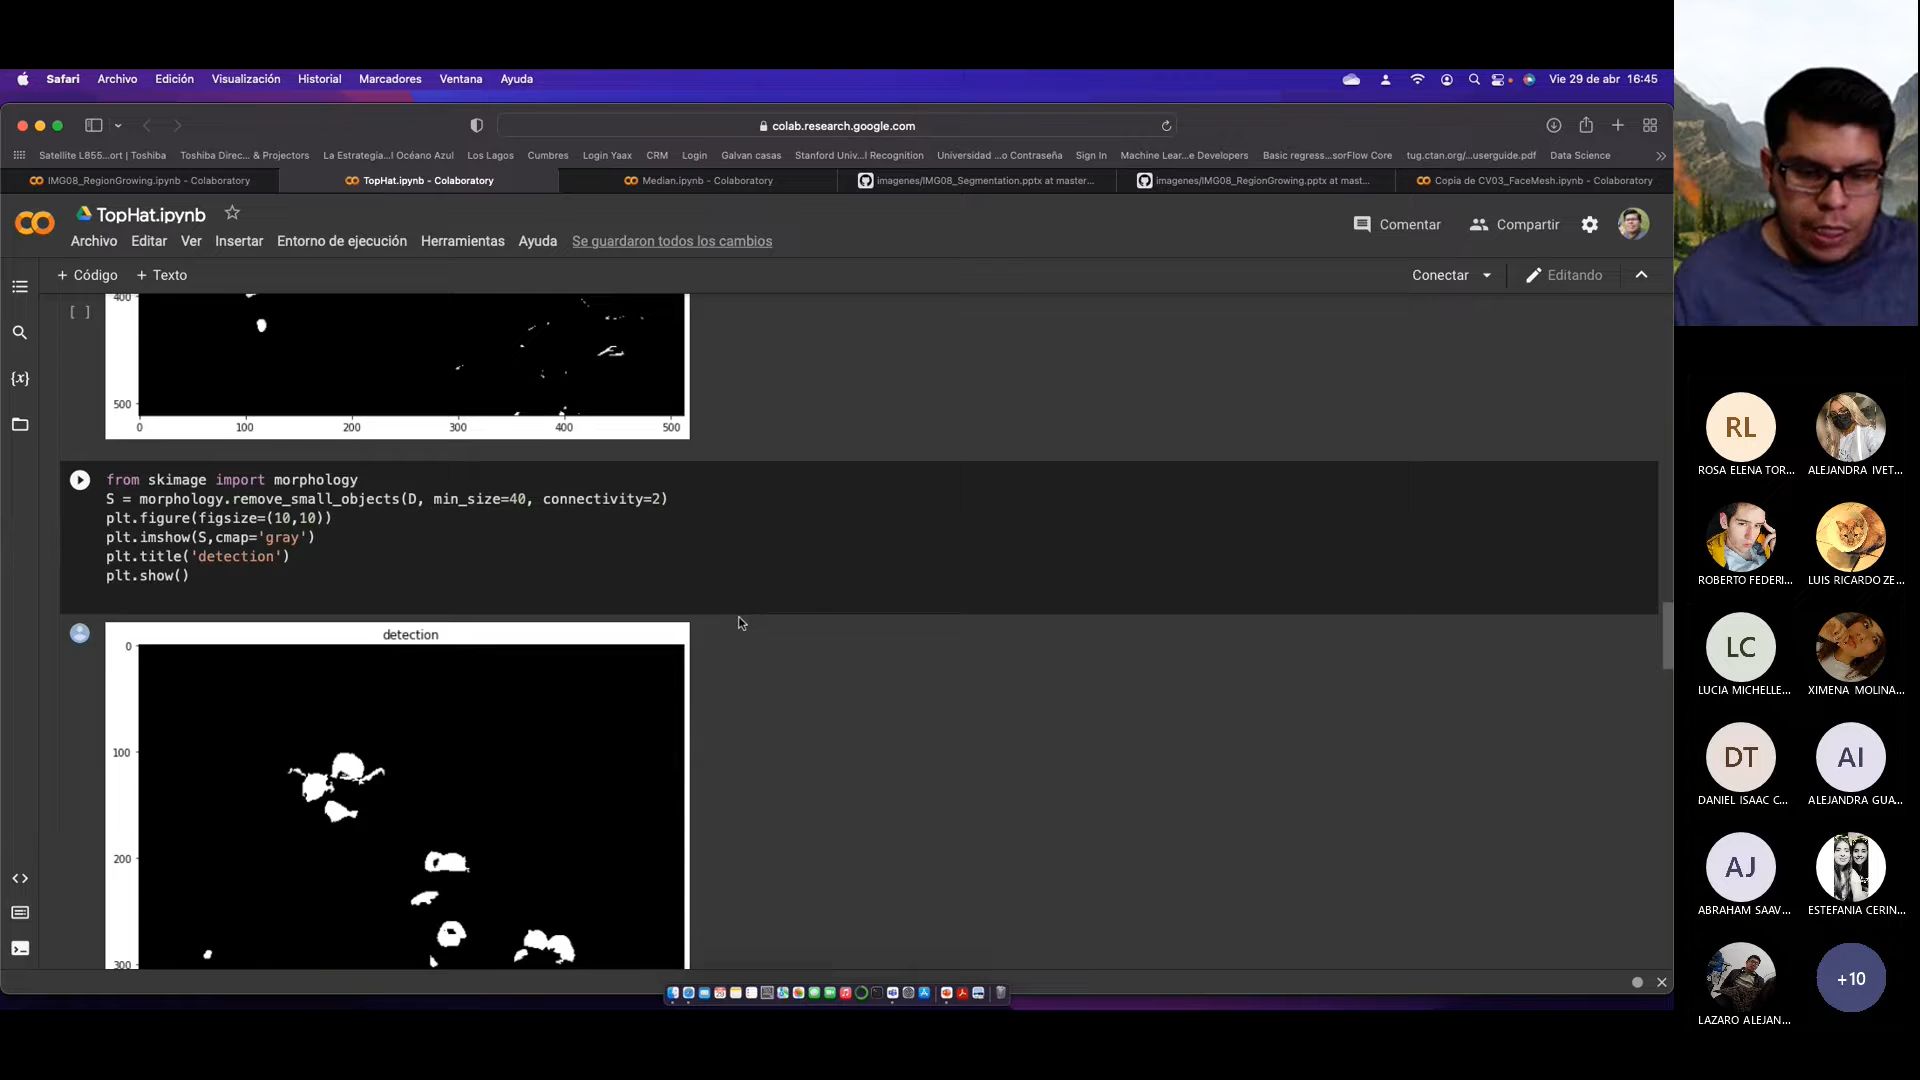 Safari Archivo Edición Visualización Historial Marcadores Ventana Ayuda Vie 29 de abr 16:45
colab.research.google.com
Satellite L855...ort | Toshiba Toshiba Direc... & Projectors La Estrategia...l Océano Azul Los Lagos Cumbres Login Yaax CRM Login Galvan casas Stanford Univ...l Recognition Universidad ...o Contraseña Sign In Machine Lear...e Developers Basic regress...sorFlow Core tug.ctan.org/...userguide.pdf Data Science
IMG08_RegionGrowing.ipynb - Colaboratory TopHat.ipynb - Colaboratory Median.ipynb - Colaboratory imagenes/IMG08_Segmentation.pptx at master... imagenes/IMG08_RegionGrowing.pptx at mast... Copia de CV03_FaceMesh.ipynb - Colaboratory
TopHat.ipynb
Archivo Editar Ver Insertar Entorno de ejecución Herramientas Ayuda Se guardaron todos los cambios
Comentar Compartir
+ Código + Texto Conectar Editando
[ ]
400
500
0 100 200 300 400 500
from skimage import morphology
S = morphology.remove_small_objects(D, min_size=40, connectivity=2)
plt.figure(figsize=(10,10))
plt.imshow(S,cmap='gray')
plt.title('detection')
plt.show()
detection
0
100
200
300
RL
ROSA ELENA TOR... ALEJANDRA IVET...
ROBERTO FEDERI... LUIS RICARDO ZE...
LC
LUCIA MICHELLE... XIMENA MOLINA...
DT AI
DANIEL ISAAC C... ALEJANDRA GUA...
AJ
ABRAHAM SAAV... ESTEFANIA CERIN...
+10
LAZARO ALEJAN...